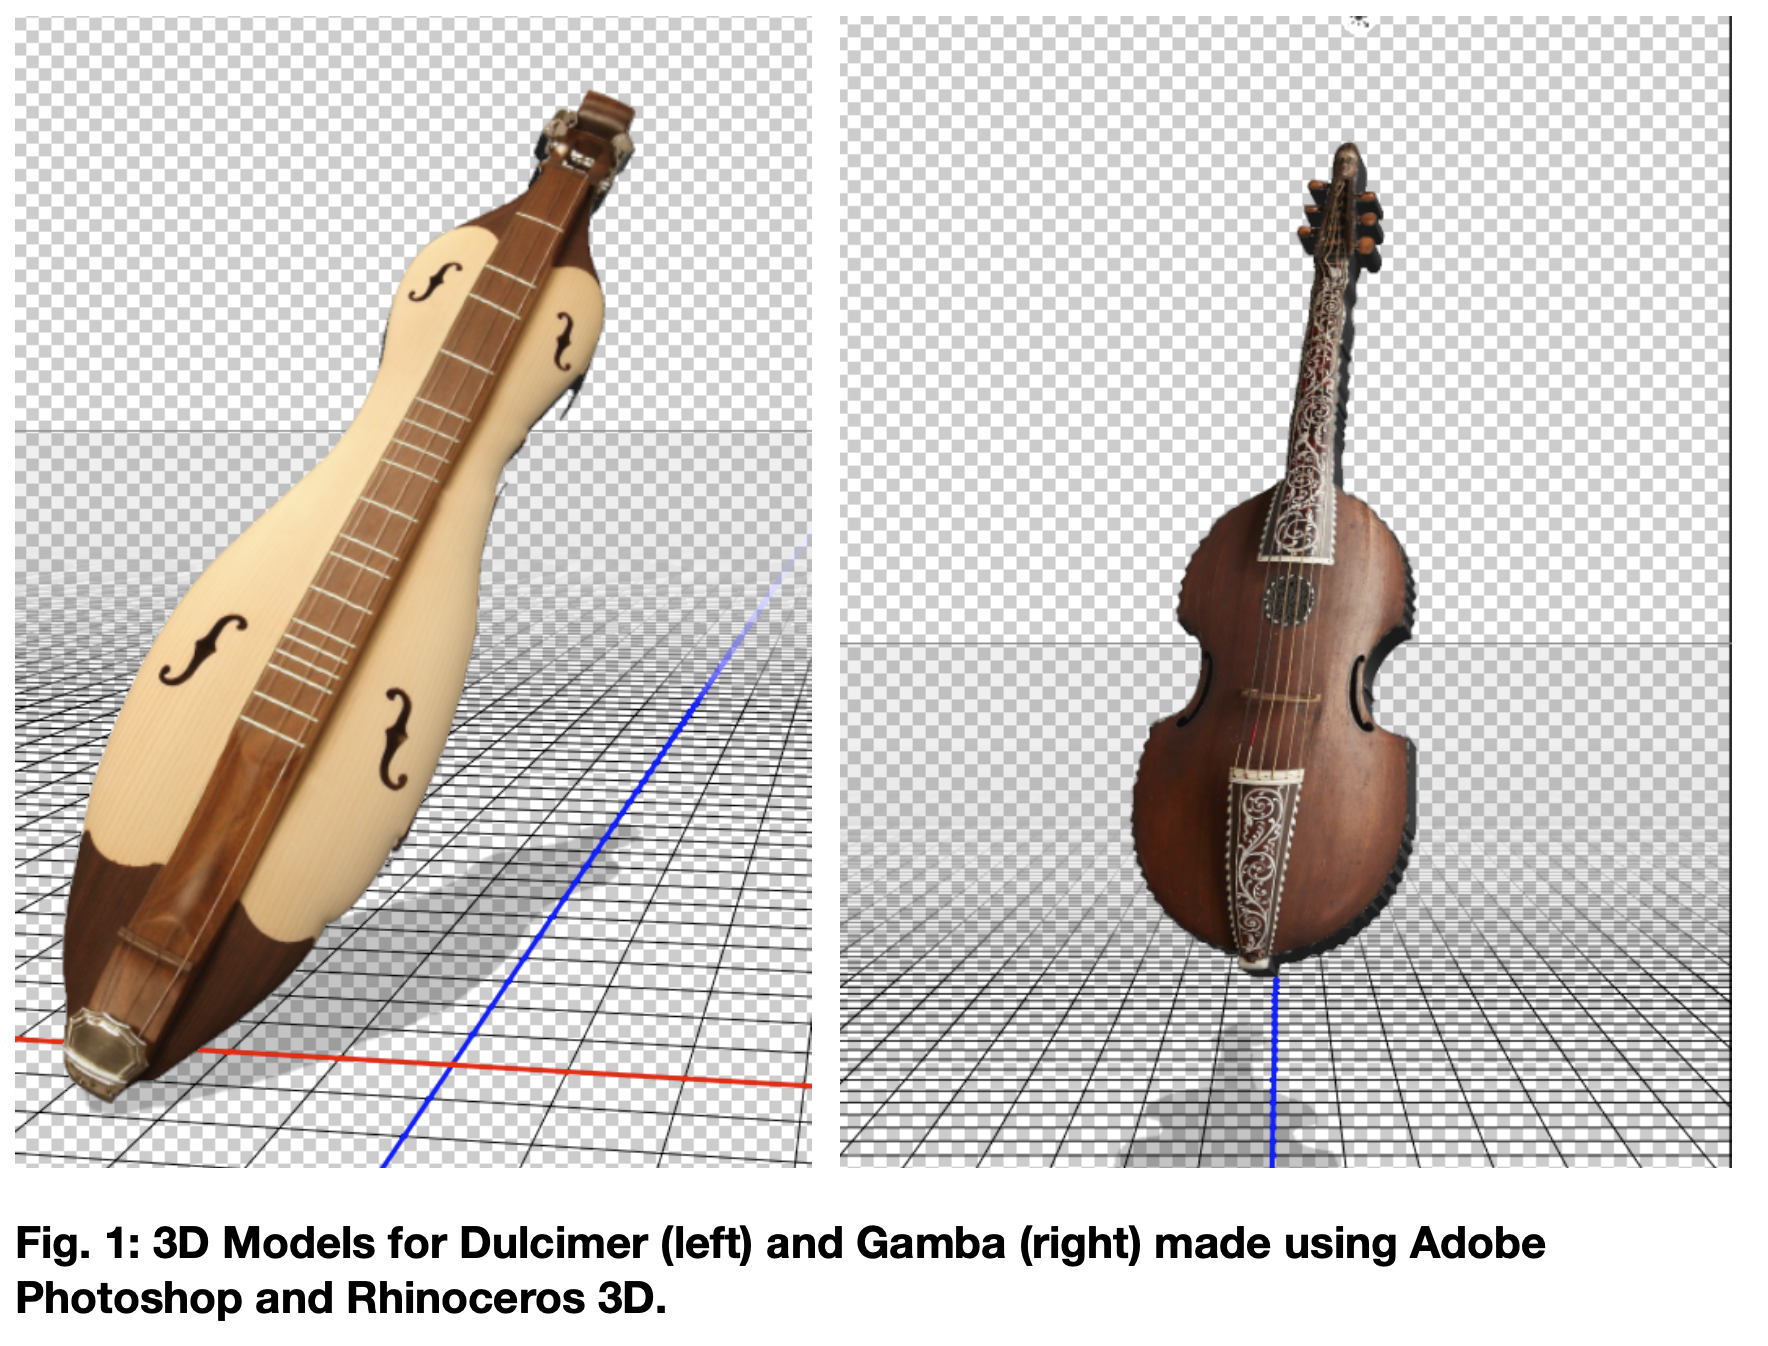 Fig. 1: 3D Models for Dulcimer (left) and Gamba (right) made using Adobe
Photoshop and Rhinoceros 3D.